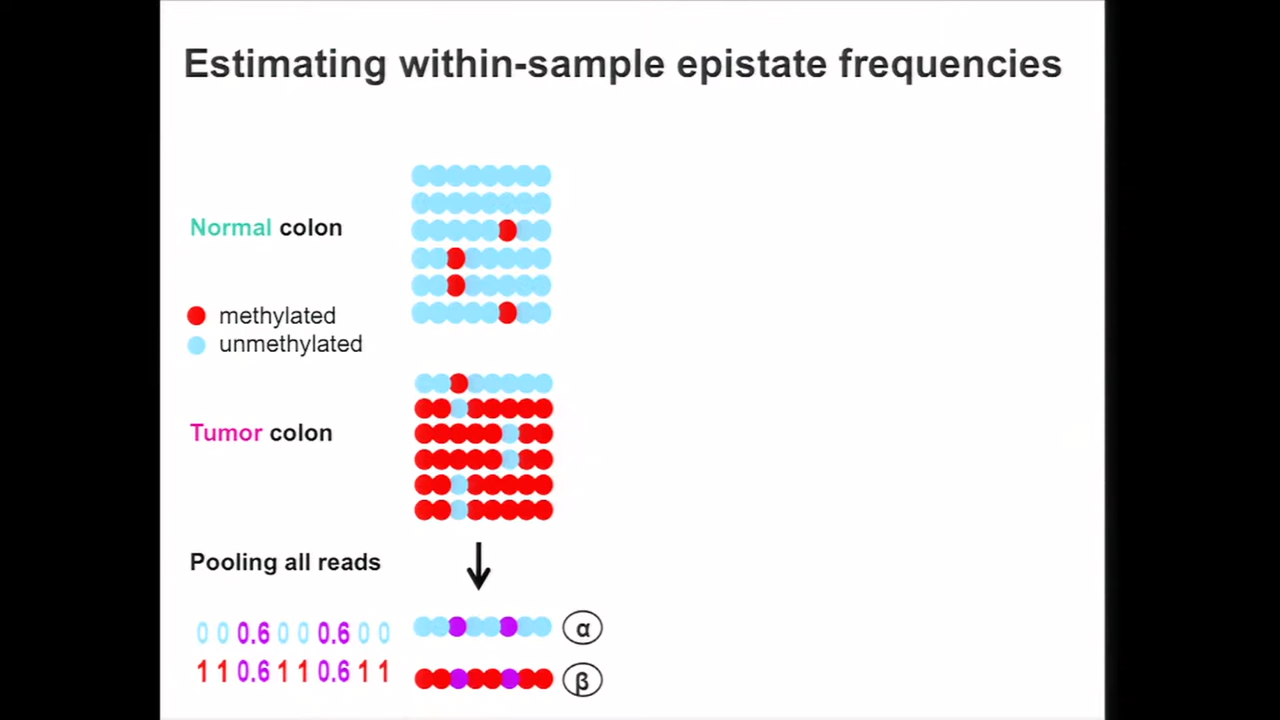 Estimating within-sample epistate frequencies
Normal colon
methylated
unmethylated
Tumor colon
Pooling all reads
0 0 0.6 0 0 0.6 0 0
α
1 1 0.6 1 1 0.6 1 1
β